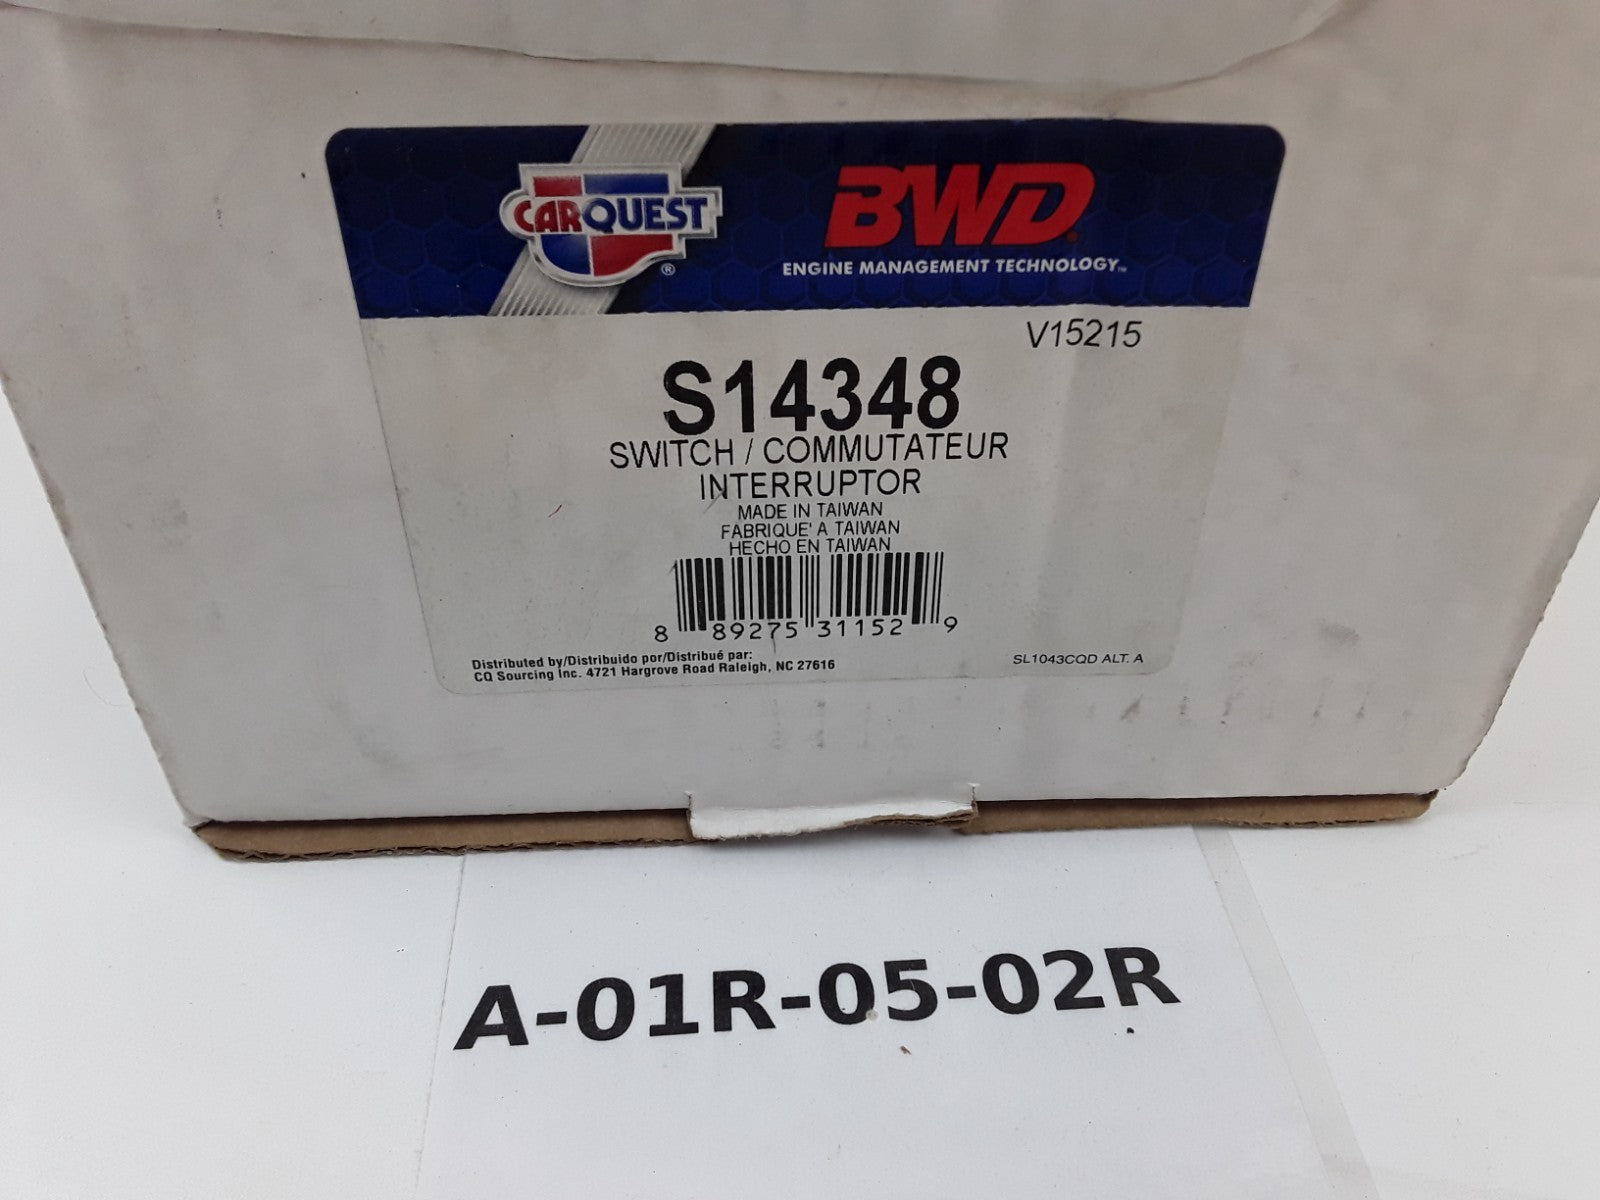 CARQUEST®
BWD®
ENGINE MANAGEMENT TECHNOLOGY™
V15215
S14348
SWITCH / COMMUTATEUR
INTERRUPTOR
MADE IN TAIWAN
FABRIQUE' A TAIWAN
HECHO EN TAIWAN
8 89275 31152 9
Distributed by/Distribuido por/Distribué par:
CQ Sourcing Inc. 4721 Hargrove Road Raleigh, NC 27616
SL1043CQD ALT. A
A-01R-05-02R